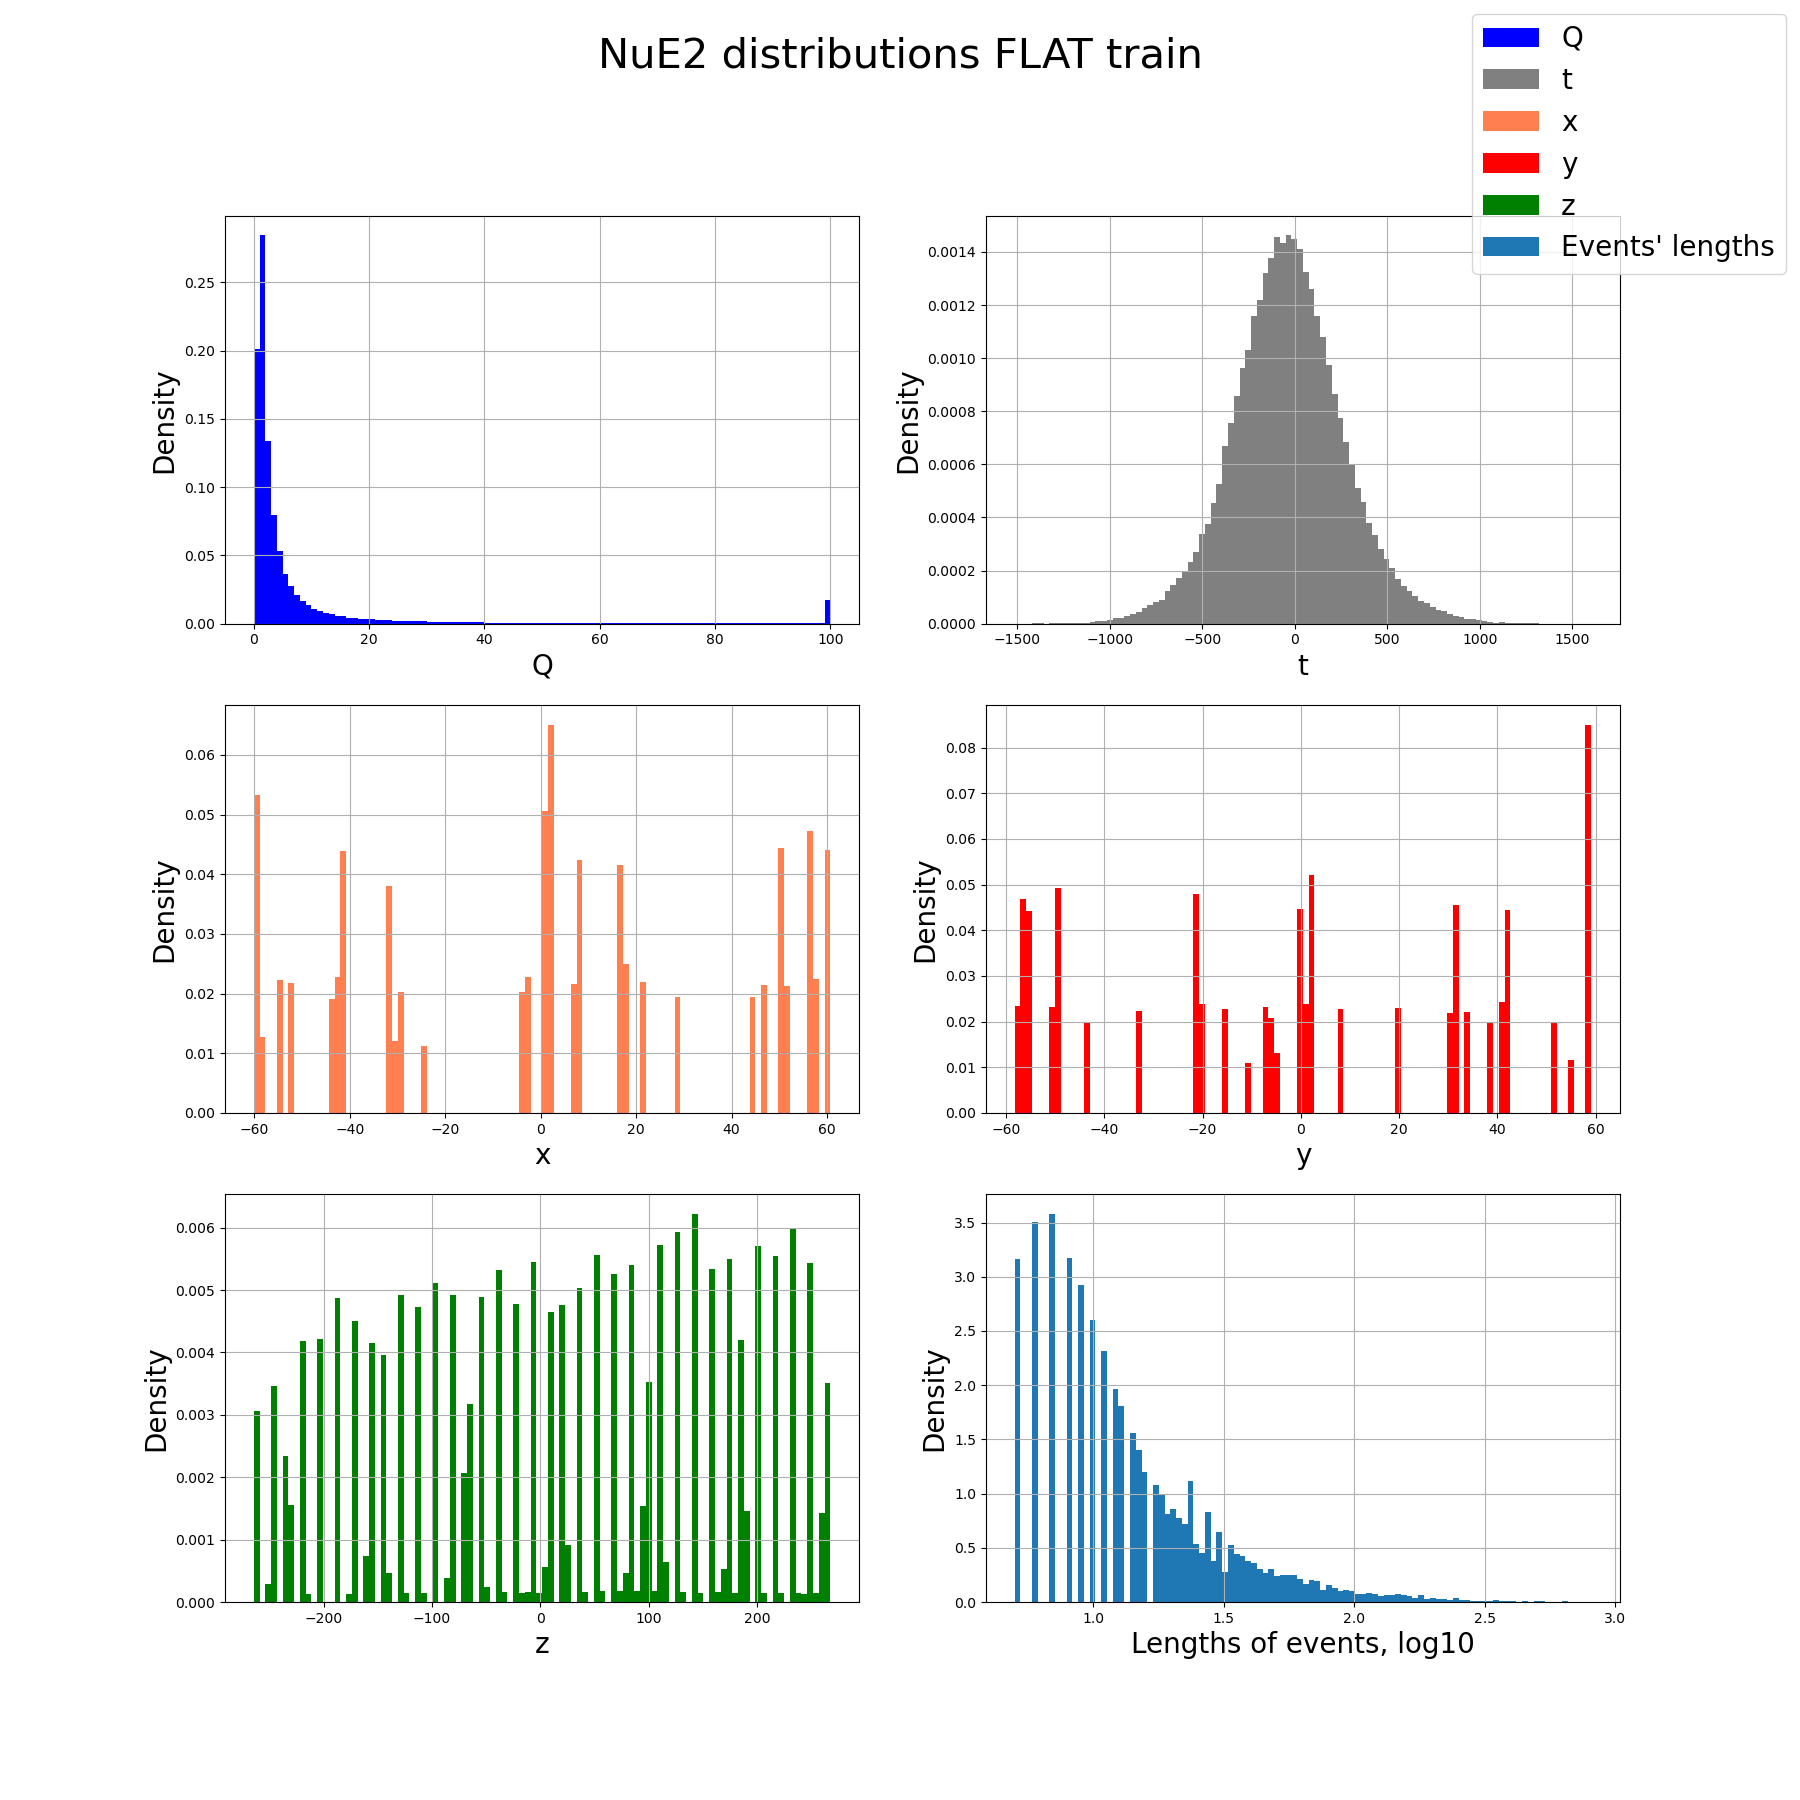 NuE2 distributions FLAT train
Q
t
x
y
z
Events' lengths
Density
0.25
0.20
0.15
0.10
0.05
0.00
0 20 40 60 80 100
Q
Density
0.0014
0.0012
0.0010
0.0008
0.0006
0.0004
0.0002
0.0000
−1500 −1000 −500 0 500 1000 1500
t
Density
0.06
0.05
0.04
0.03
0.02
0.01
0.00
−60 −40 −20 0 20 40 60
x
Density
0.08
0.07
0.06
0.05
0.04
0.03
0.02
0.01
0.00
−60 −40 −20 0 20 40 60
y
Density
0.006
0.005
0.004
0.003
0.002
0.001
0.000
−200 −100 0 100 200
z
Density
3.5
3.0
2.5
2.0
1.5
1.0
0.5
0.0
1.0 1.5 2.0 2.5 3.0
Lengths of events, log10